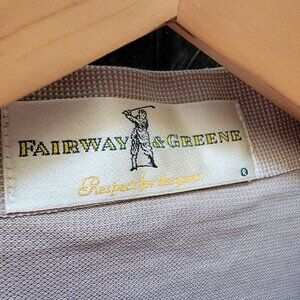 FAIRWAY & GREENE
Respect for the game